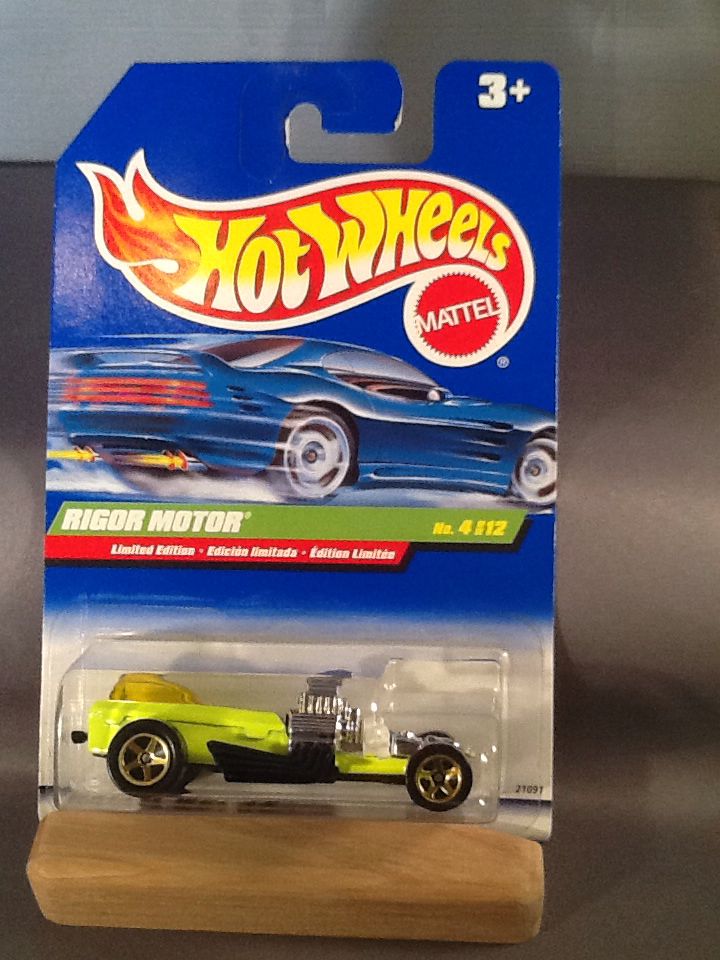 3+
Hot Wheels
MATTEL
®
RIGOR MOTOR®
No. 4 OF 12
Limited Edition • Edición limitada • Édition Limitée
21091